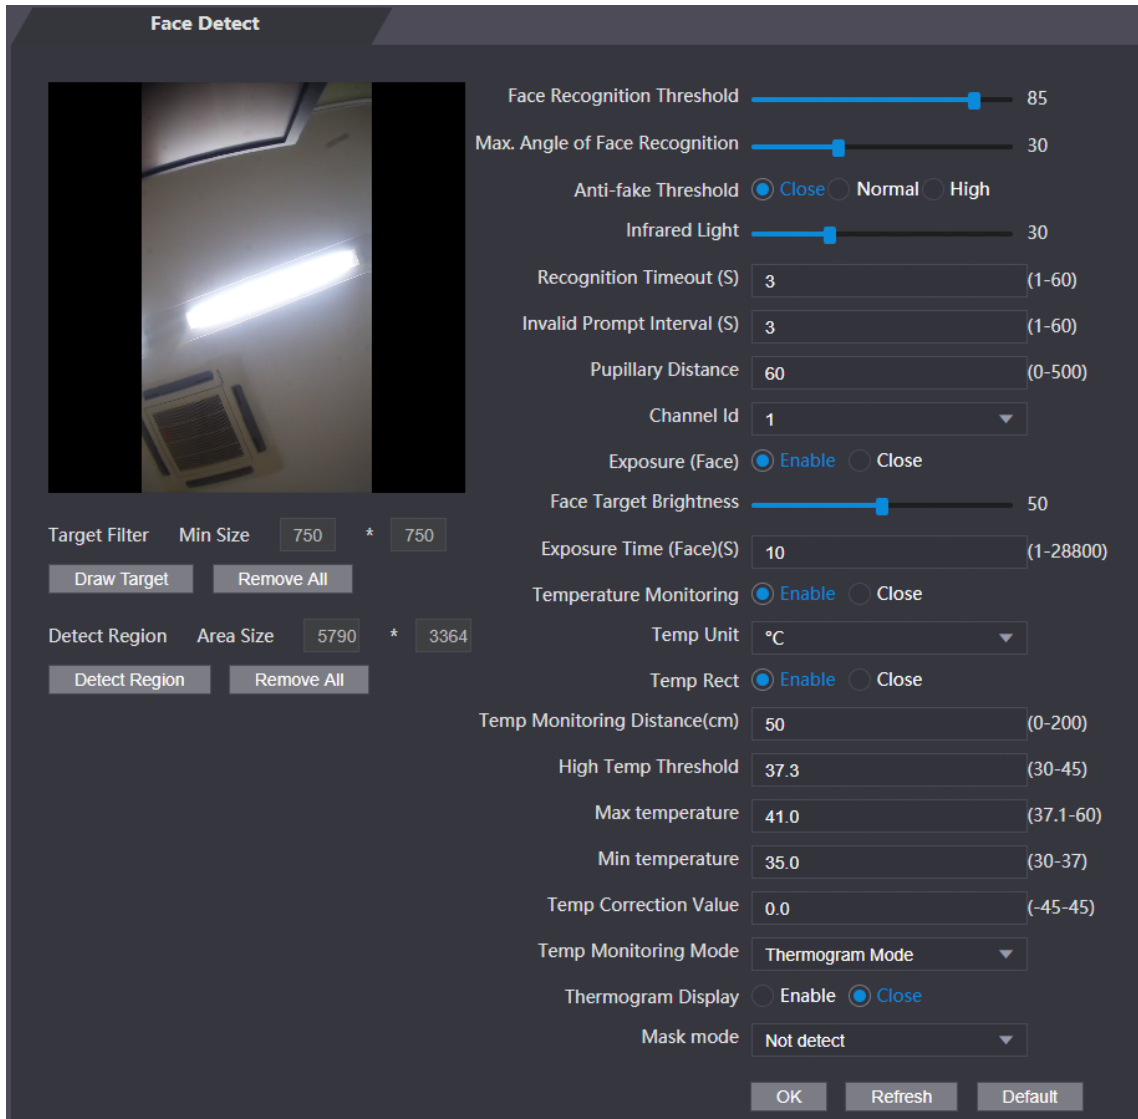 Face Detect
Face Recognition Threshold 85
Max. Angle of Face Recognition 30
Anti-fake Threshold Close Normal High
Infrared Light 30
Recognition Timeout (S) 3 (1-60)
Invalid Prompt Interval (S) 3 (1-60)
Pupillary Distance 60 (0-500)
Channel Id 1
Exposure (Face) Enable Close
Face Target Brightness 50
Target Filter Min Size 750 * 750
Exposure Time (Face)(S) 10 (1-28800)
Draw Target Remove All
Temperature Monitoring Enable Close
Detect Region Area Size 5790 * 3364
Temp Unit °C
Detect Region Remove All
Temp Rect Enable Close
Temp Monitoring Distance(cm) 50 (0-200)
High Temp Threshold 37.3 (30-45)
Max temperature 41.0 (37.1-60)
Min temperature 35.0 (30-37)
Temp Correction Value 0.0 (-45-45)
Temp Monitoring Mode Thermogram Mode
Thermogram Display Enable Close
Mask mode Not detect
OK Refresh Default